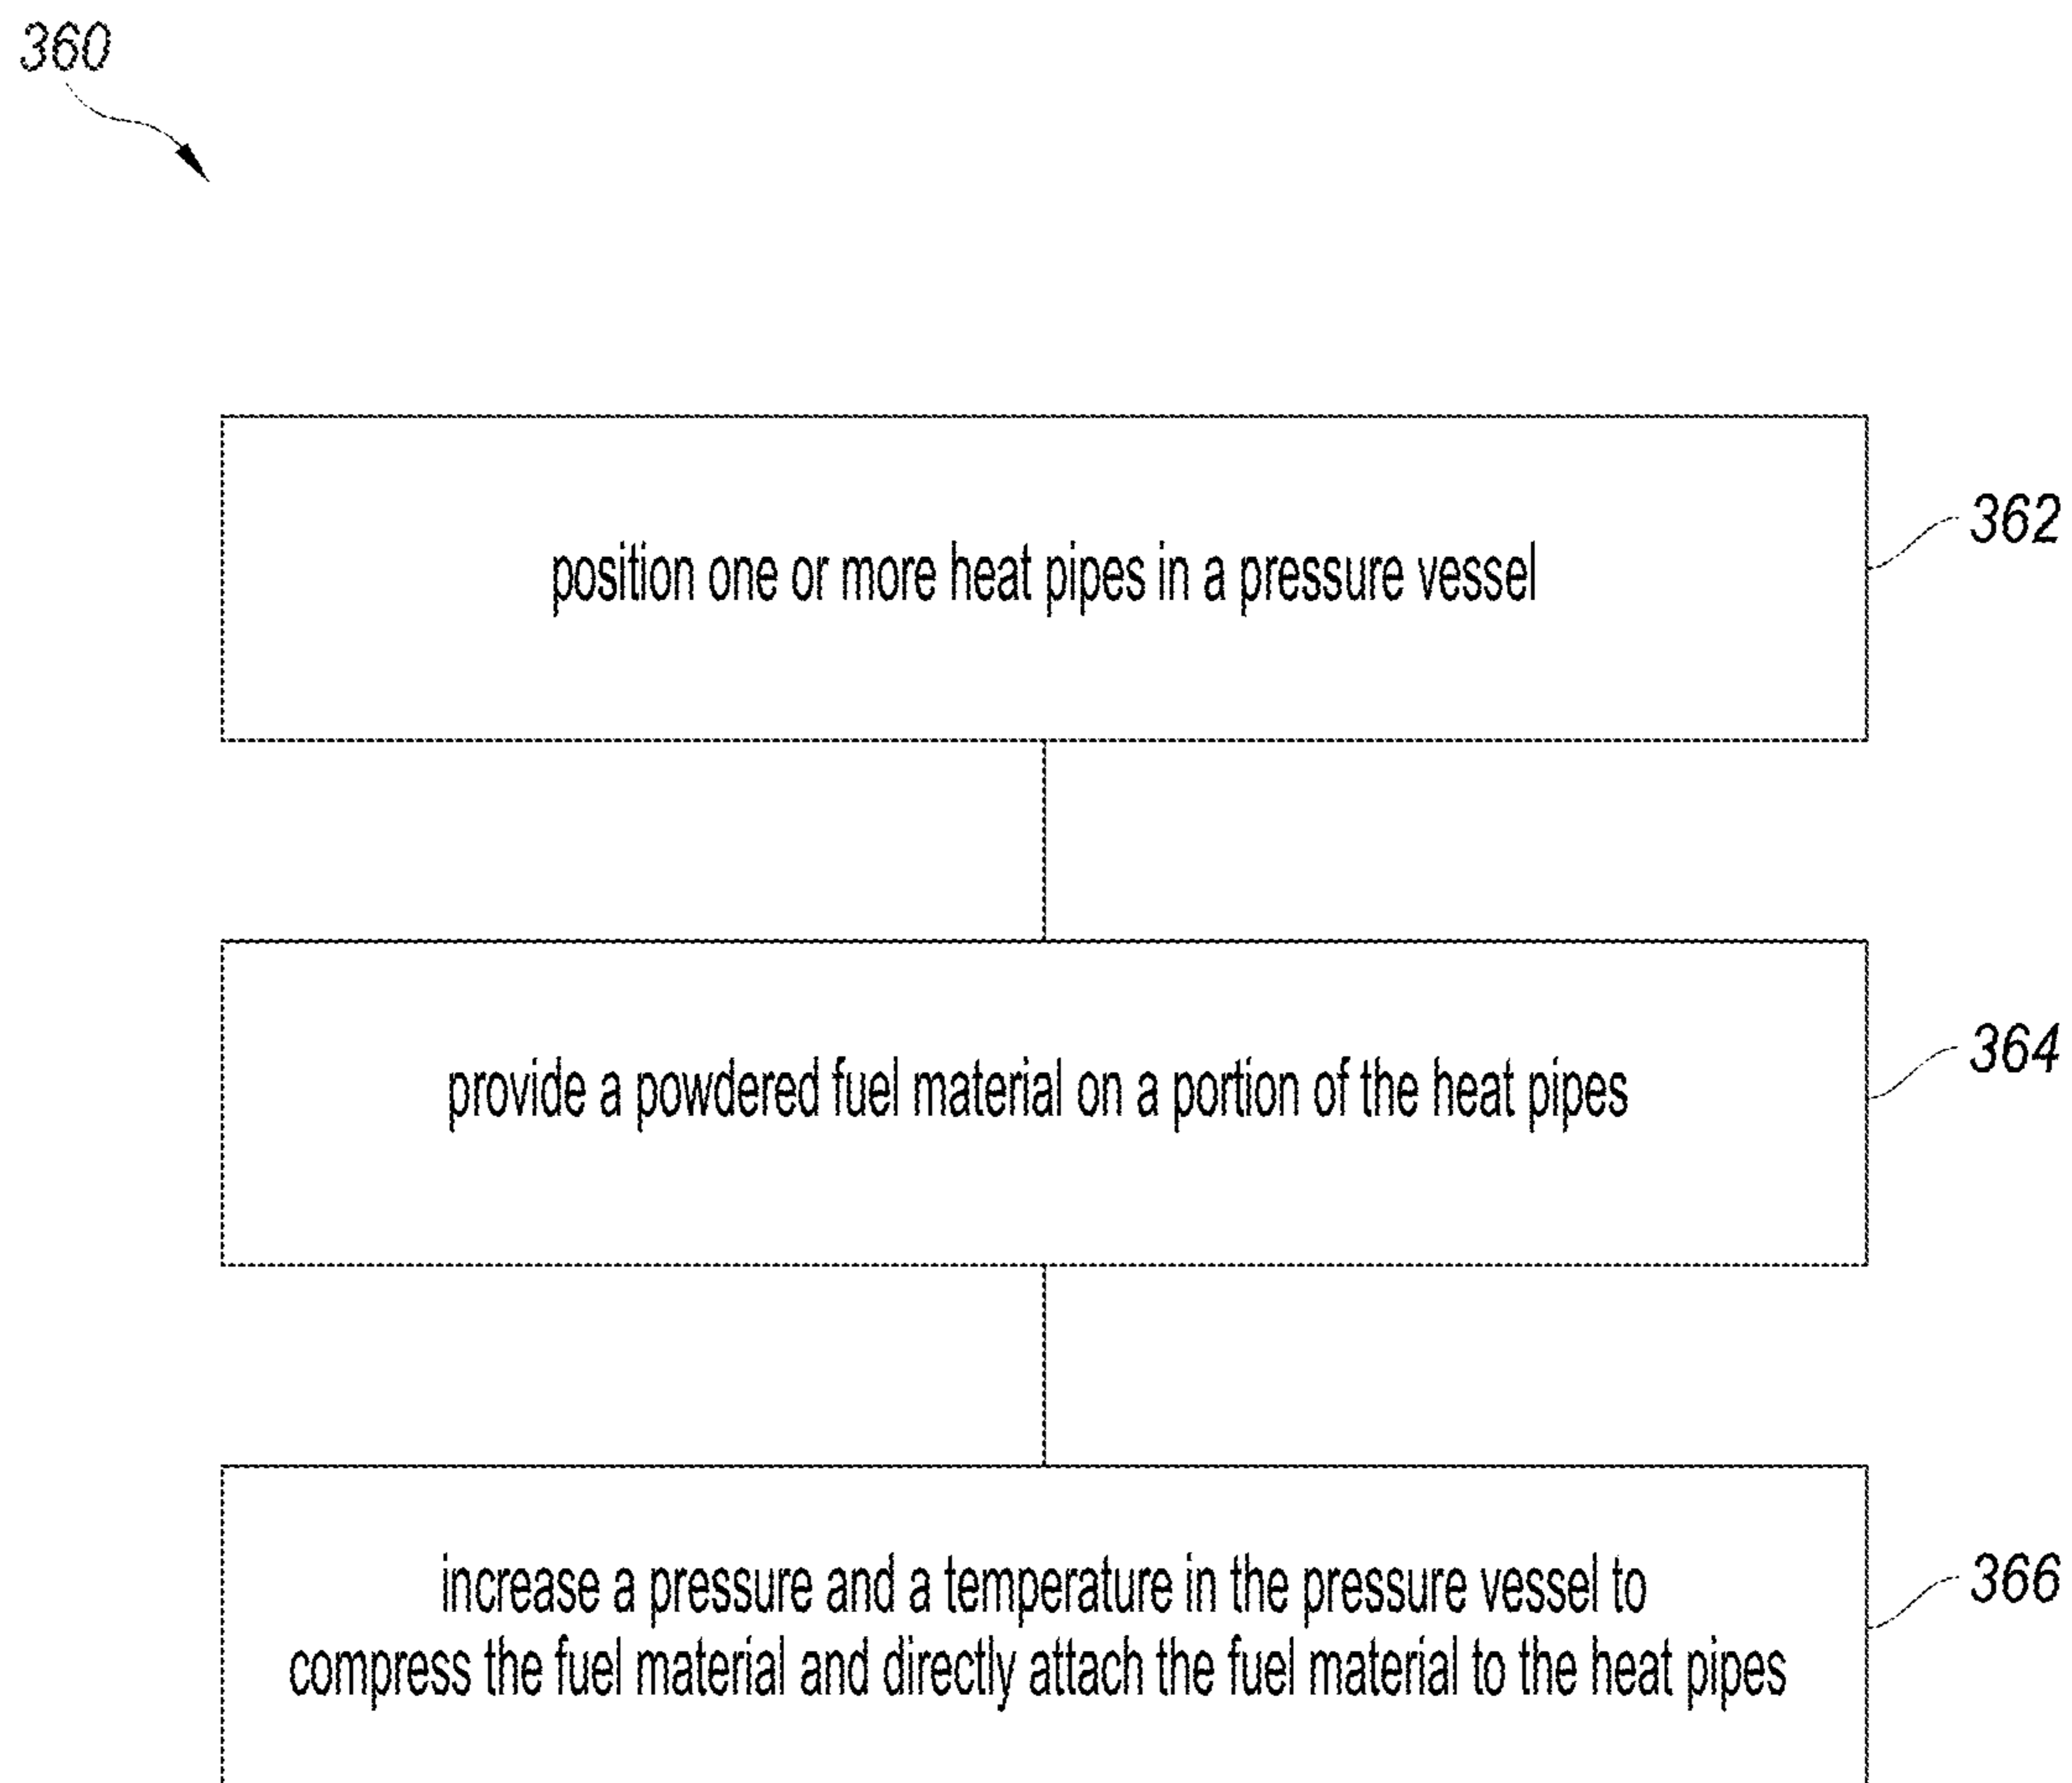 360
position one or more heat pipes in a pressure vessel
362
provide a powdered fuel material on a portion of the heat pipes
364
increase a pressure and a temperature in the pressure vessel to
compress the fuel material and directly attach the fuel material to the heat pipes
366